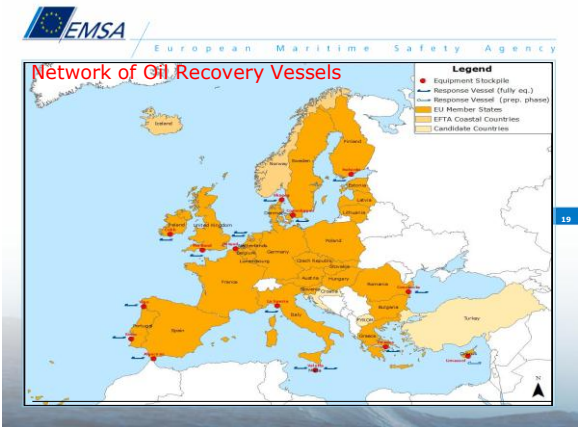 EMSA
European Maritime Safety Agency
Network of Oil Recovery Vessels
Legend
Equipment Stockpile
Response Vessel (fully eq.)
Response Vessel (prep. phase)
EU Member States
EFTA Coastal Countries
Candidate Countries
Iceland
Finland
Norway
Sweden
Estonia
Latvia
Lithuania
Ireland
United Kingdom
Denmark
Poland
Belgium
Germany
Luxembourg
Czech Republic
Slovakia
Austria
Hungary
France
Slovenia
Croatia
Romania
Bulgaria
Italy
Portugal
Spain
Greece
Turkey
Cyprus
Limassol
N
19